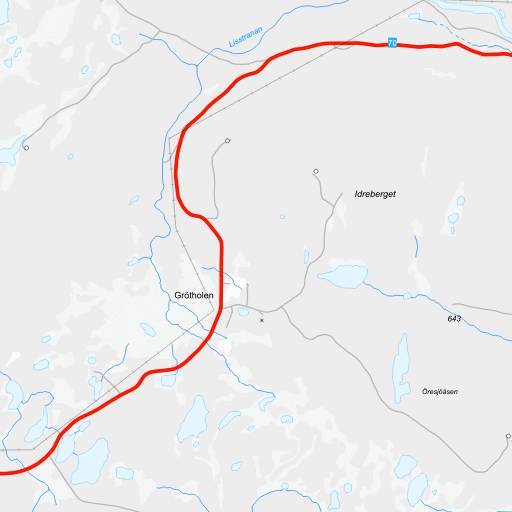 Lisstranan
70
Idreberget
Grötholen
643
Öresjöåsen